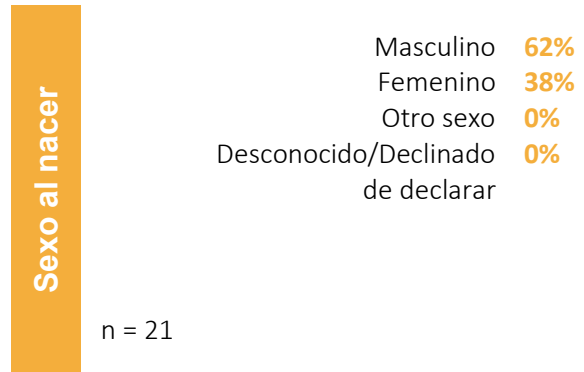 Sexo al nacer
Masculino 62%
Femenino 38%
Otro sexo 0%
Desconocido/Declinado 0%
de declarar
n = 21